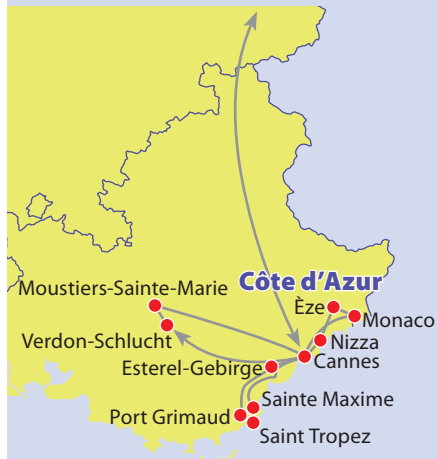 Côte d'Azur
Moustiers-Sainte-Marie
Èze
Monaco
Verdon-Schlucht
Nizza
Cannes
Esterel-Gebirge
Sainte Maxime
Port Grimaud
Saint Tropez